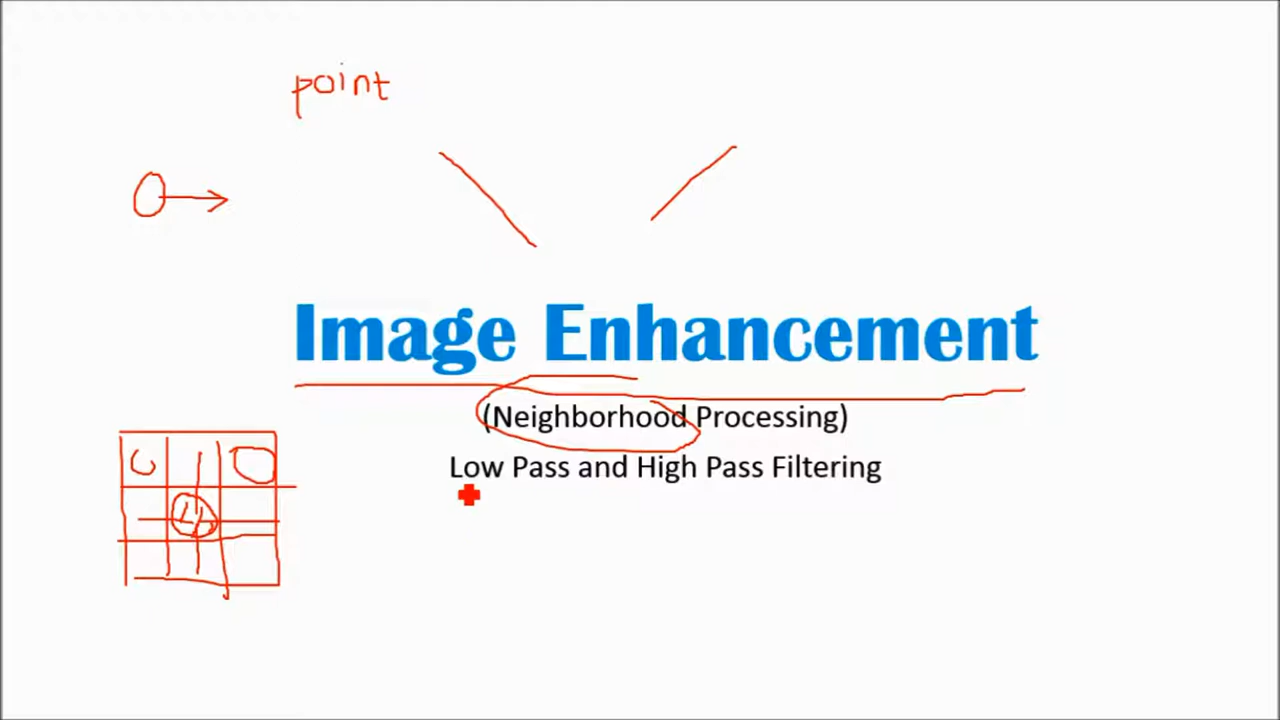 point
Image Enhancement
(Neighborhood Processing)
Low Pass and High Pass Filtering